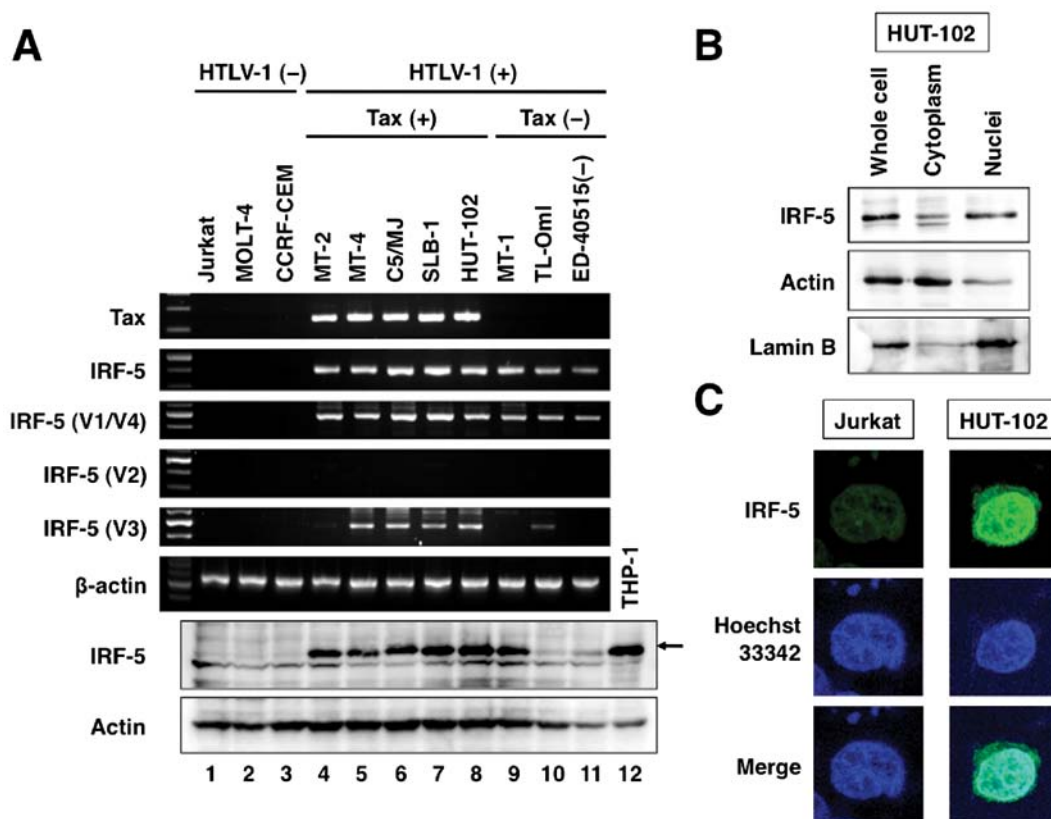 A
HTLV-1 (–)
HTLV-1 (+)
Tax (+)
Tax (–)
Jurkat
MOLT-4
CCRF-CEM
MT-2
MT-4
C5/MJ
SLB-1
HUT-102
MT-1
TL-OmI
ED-40515(–)
Tax
IRF-5
IRF-5 (V1/V4)
IRF-5 (V2)
IRF-5 (V3)
β-actin
THP-1
IRF-5
Actin
1 2 3 4 5 6 7 8 9 10 11 12
B
HUT-102
Whole cell
Cytoplasm
Nuclei
IRF-5
Actin
Lamin B
C
Jurkat
HUT-102
IRF-5
Hoechst
33342
Merge